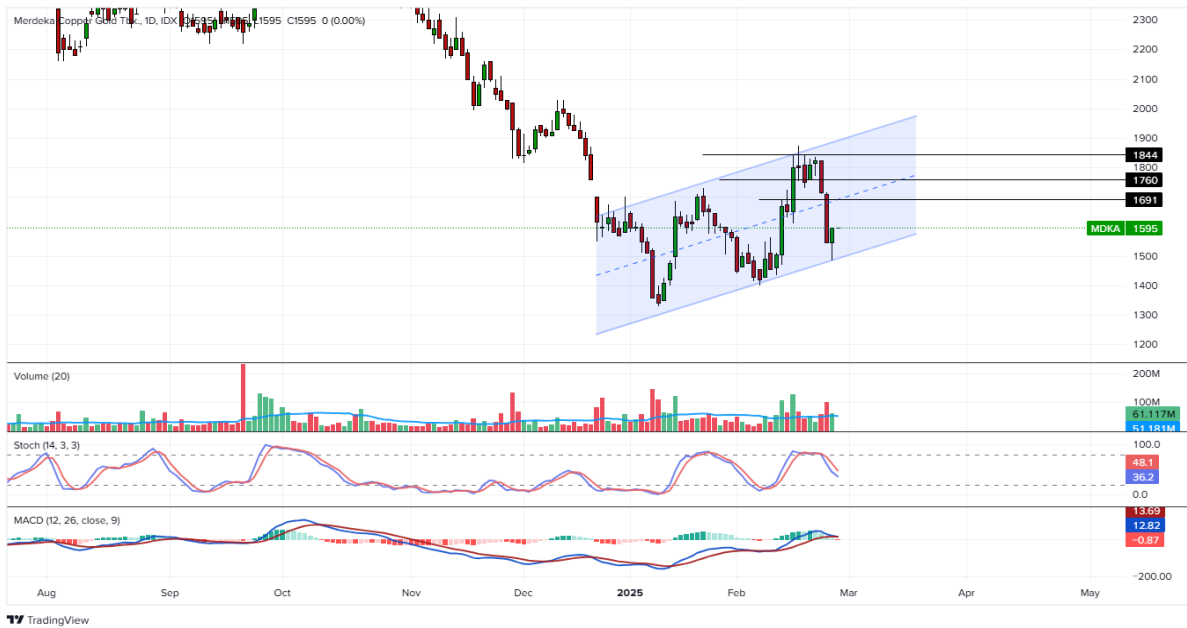 Merdeka Copper Gold Tbk., 1D, IDX O1595 H1595 L1595 C1595 0 (0.00%)
2300
2200
2100
2000
1900
1844
1800
1760
1691
MDKA 1595
1500
1400
1300
1200
Volume (20)
200M
100M
61.117M
51.181M
Stoch (14, 3, 3)
100.0
48.1
36.2
0.0
MACD (12, 26, close, 9)
13.69
12.82
−0.87
−200.00
Aug Sep Oct Nov Dec 2025 Feb Mar Apr May
TradingView